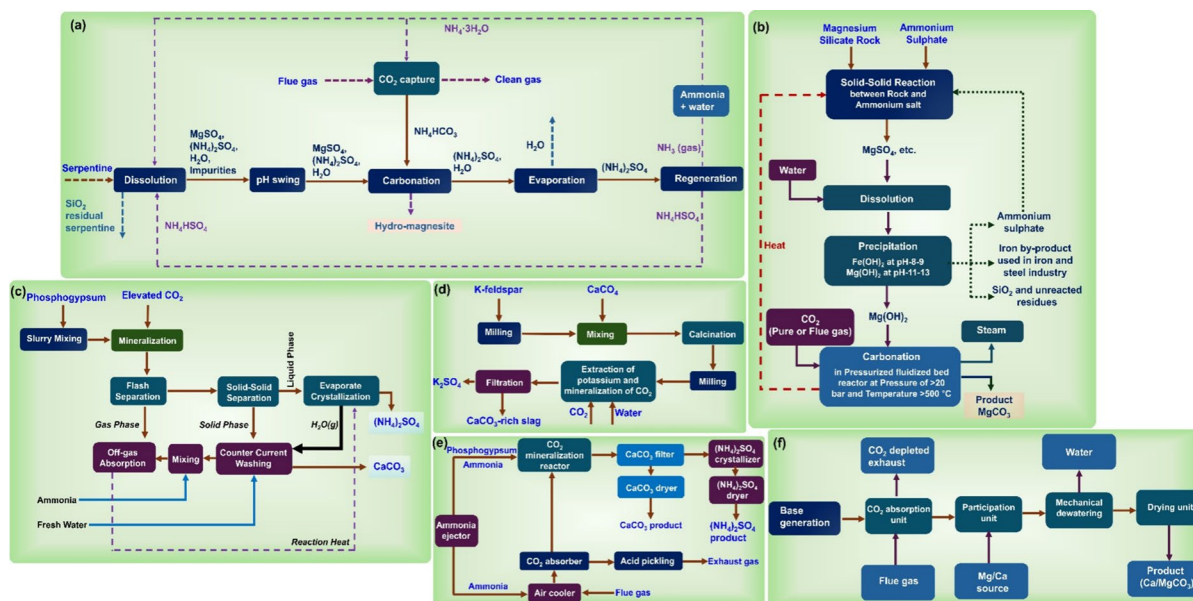 (a)
NH₄·3H₂O
Flue gas
CO₂ capture
Clean gas
Ammonia
+ water
MgSO₄,
(NH₄)₂SO₄,
H₂O,
Impurities
MgSO₄,
(NH₄)₂SO₄,
H₂O
NH₄HCO₃
(NH₄)₂SO₄,
H₂O
H₂O
(NH₄)₂SO₄
NH₃ (gas)
Serpentine
Dissolution
pH swing
Carbonation
Evaporation
Regeneration
SiO₂
residual
serpentine
NH₄HSO₄
Hydro-magnesite
NH₄HSO₄
(b)
Magnesium
Silicate Rock
Ammonium
Sulphate
Solid-Solid Reaction
between Rock and
Ammonium salt
MgSO₄, etc.
Water
Dissolution
Heat
Precipitation
Fe(OH)₂ at pH-8-9
Mg(OH)₂ at pH-11-13
Ammonium
sulphate
Iron by-product
used in iron and
steel industry
SiO₂ and unreacted
residues
Mg(OH)₂
CO₂
(Pure or Flue gas)
Steam
Carbonation
in Pressurized fluidized bed
reactor at Pressure of >20
bar and Temperature >500 °C
Product
MgCO₃
(c)
Phosphogypsum
Elevated CO₂
Slurry Mixing
Mineralization
Liquid Phase
Flash
Separation
Solid-Solid
Separation
Evaporate
Crystallization
(NH₄)₂SO₄
Gas Phase
Solid Phase
H₂O(g)
Off-gas
Absorption
Mixing
Counter Current
Washing
CaCO₃
Ammonia
Fresh Water
Reaction Heat
(d)
K-feldspar
CaCO₄
Milling
Mixing
Calcination
K₂SO₄
Filtration
Extraction of
potassium and
mineralization of CO₂
Milling
CaCO₃-rich slag
CO₂
Water
(e)
Phosphogypsum
Ammonia
CO₂
mineralization
reactor
CaCO₃ filter
(NH₄)₂SO₄
crystallizer
CaCO₃ dryer
(NH₄)₂SO₄
dryer
CaCO₃ product
(NH₄)₂SO₄
product
Ammonia
ejector
CO₂ absorber
Acid pickling
Exhaust gas
Ammonia
Air cooler
Flue gas
(f)
CO₂ depleted
exhaust
Water
Base
generation
CO₂ absorption
unit
Participation
unit
Mechanical
dewatering
Drying unit
Flue gas
Mg/Ca
source
Product
(Ca/MgCO₃)